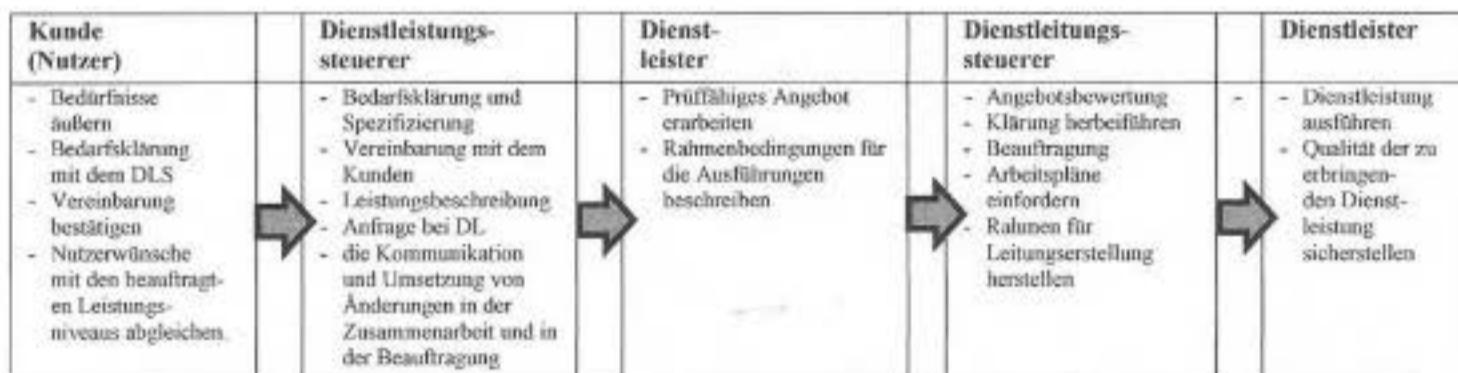 Kunde
(Nutzer)
- Bedürfnisse
äußern
- Bedarfsklärung
mit dem DLS
- Vereinbarung
bestätigen
- Nutzerwünsche
mit den beauftragt-
en Leistungs-
niveaus abgleichen.
Dienstleistungs-
steuerer
- Bedarfsklärung und
Spezifizierung
- Vereinbarung mit dem
Kunden
- Leistungsbeschreibung
- Anfrage bei DL
- die Kommunikation
und Umsetzung von
Änderungen in der
Zusammenarbeit und in
der Beauftragung
Dienst-
leister
- Prüffähiges Angebot
erarbeiten
- Rahmenbedingungen für
die Ausführungen
beschreiben
Dienstleitungs-
steuerer
- Angebotsbewertung
- Klärung herbeiführen
- Beauftragung
- Arbeitspläne
einfordern
- Rahmen für
Leitungserstellung
herstellen
-
Dienstleister
- Dienstleistung
ausführen
- Qualität der zu
erbringen-
den Dienst-
leistung
sicherstellen